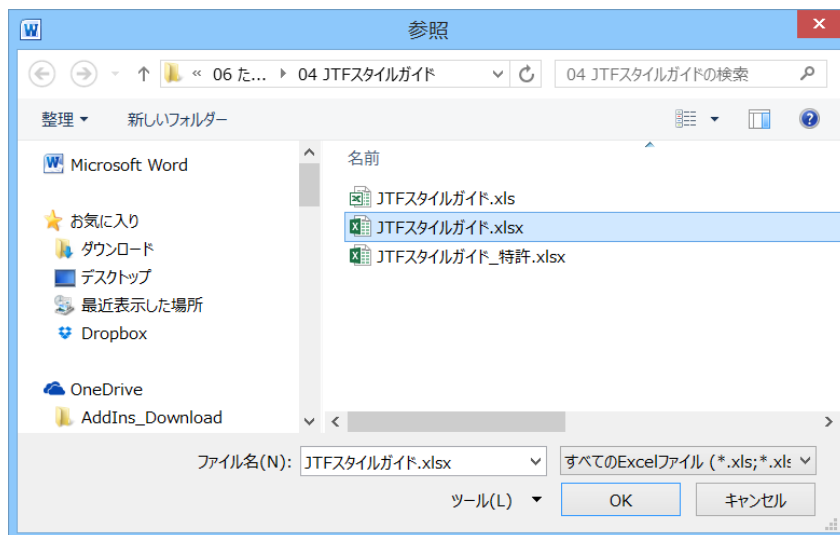 参照
« 06 た... 04 JTFスタイルガイド
04 JTFスタイルガイドの検索
整理 新しいフォルダー
Microsoft Word
お気に入り
ダウンロード
デスクトップ
最近表示した場所
Dropbox
OneDrive
AddIns_Download
名前
JTFスタイルガイド.xls
JTFスタイルガイド.xlsx
JTFスタイルガイド_特許.xlsx
ファイル名(N): JTFスタイルガイド.xlsx
すべてのExcelファイル (*.xls;*.xls
ツール(L) OK キャンセル